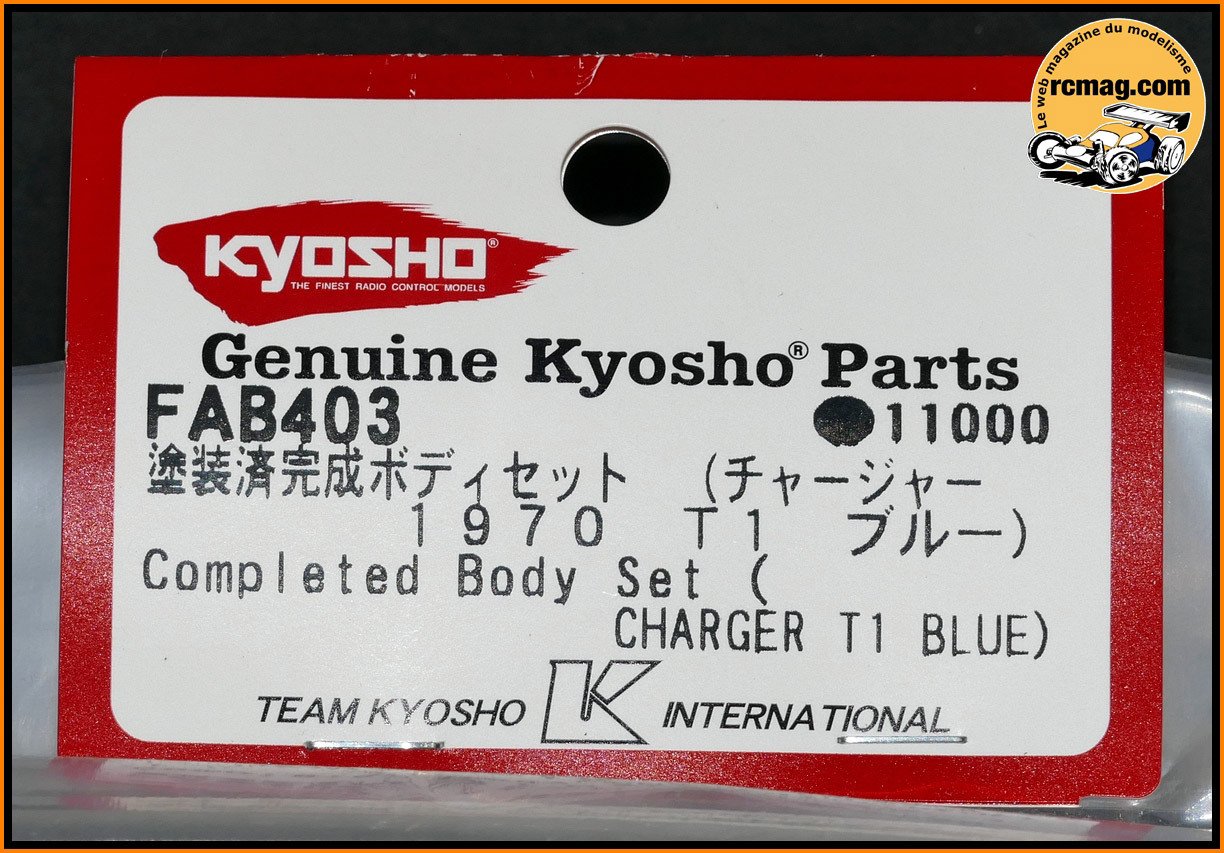 Le web magazine du modelisme
rcmag.com
KYOSHO®
THE FINEST RADIO CONTROL MODELS
Genuine Kyosho® Parts
FAB403 ●11000
塗装済完成ボディセット (チャージャー
1970 T1 ブルー)
Completed Body Set (
CHARGER T1 BLUE)
TEAM KYOSHO K INTERNATIONAL